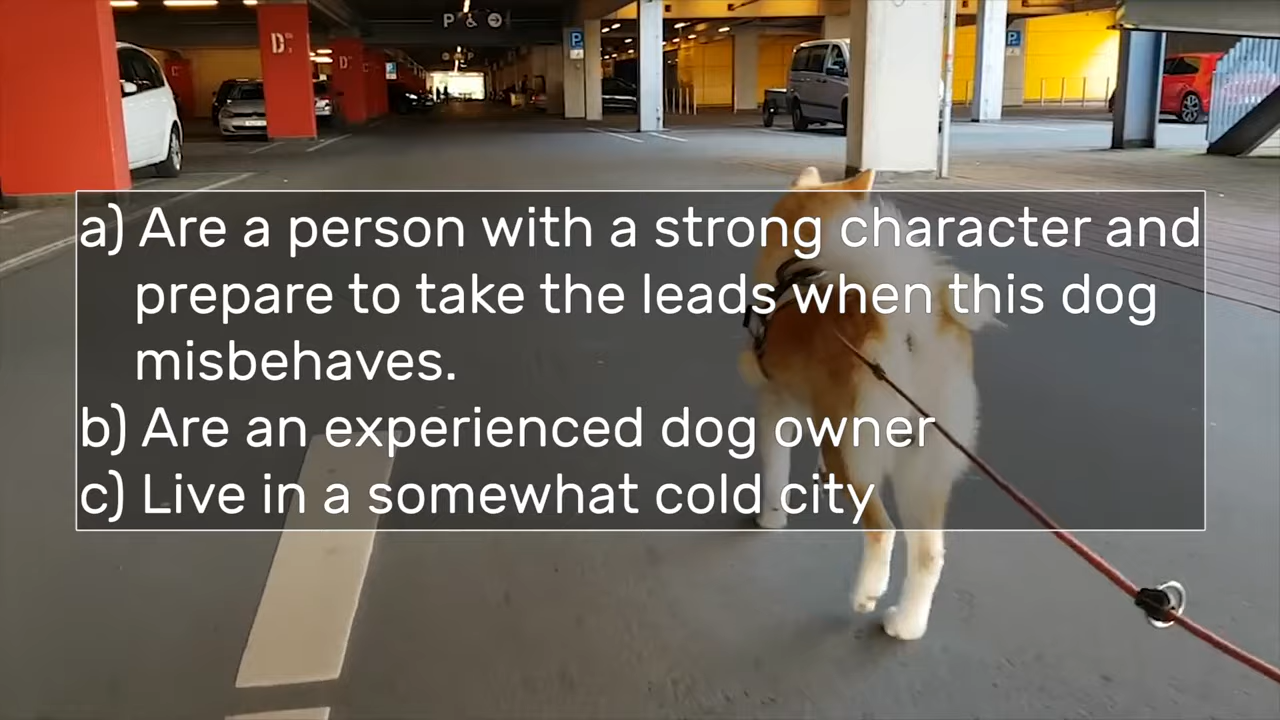 P
D
D
P
P
a) Are a person with a strong character and
prepare to take the leads when this dog
misbehaves.
b) Are an experienced dog owner
c) Live in a somewhat cold city